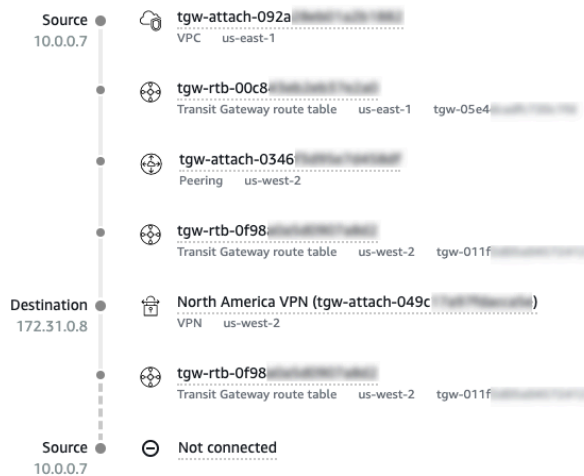 Source
10.0.0.7
tgw-attach-092a
VPC us-east-1
tgw-rtb-00c8
Transit Gateway route table us-east-1 tgw-05e4
tgw-attach-0346
Peering us-west-2
tgw-rtb-0f98
Transit Gateway route table us-west-2 tgw-011f
Destination
172.31.0.8
North America VPN (tgw-attach-049c )
VPN us-west-2
tgw-rtb-0f98
Transit Gateway route table us-west-2 tgw-011f
Source
10.0.0.7
Not connected